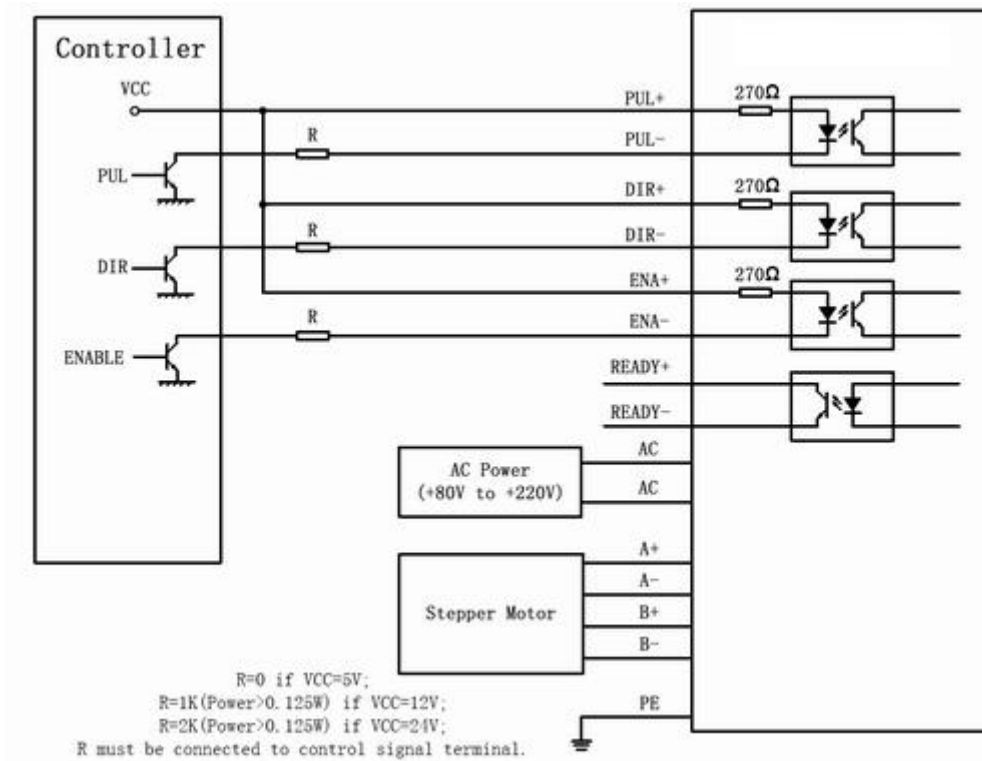 Controller
VCC
PUL+
270Ω
R
PUL-
PUL
DIR+
270Ω
R
DIR-
DIR
ENA+
270Ω
R
ENA-
ENABLE
READY+
READY-
AC Power
(+80V to +220V)
AC
AC
Stepper Motor
A+
A-
B+
B-
R=0 if VCC=5V;
R=1K(Power>0.125W) if VCC=12V;
R=2K(Power>0.125W) if VCC=24V;
R must be connected to control signal terminal.
PE